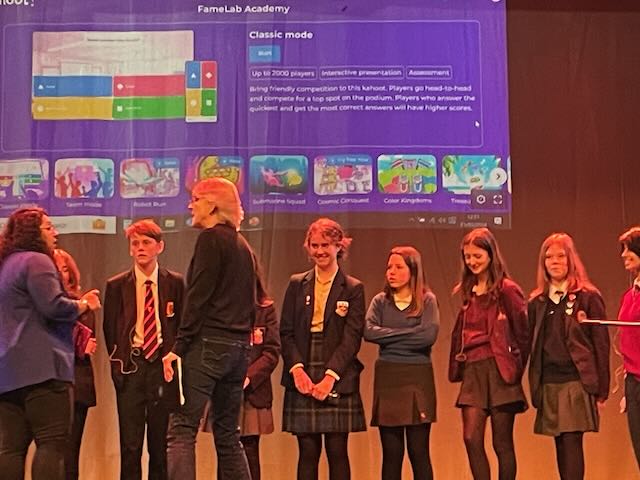 FameLab Academy
Classic mode
Start
Up to 2000 players
Interactive presentation
Assessment
Bring friendly competition to this kahoot. Players go head-to-head
and compete for a top spot on the podium. Players who answer the
quickest and get the most correct answers will have higher scores.
Team mode
Robot Run
Submarine Squad
Cosmic Conquest
Color Kingdoms
12:51